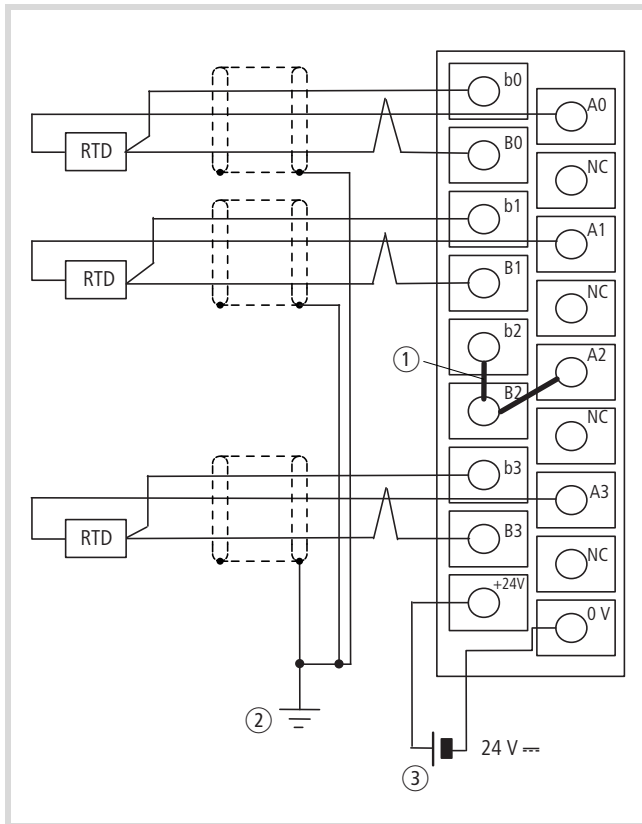 b0
A0
RTD
B0
NC
b1
A1
RTD
B1
NC
b2
①
A2
B2
NC
b3
A3
RTD
B3
NC
+24V
0 V
②
24 V ⎓
③